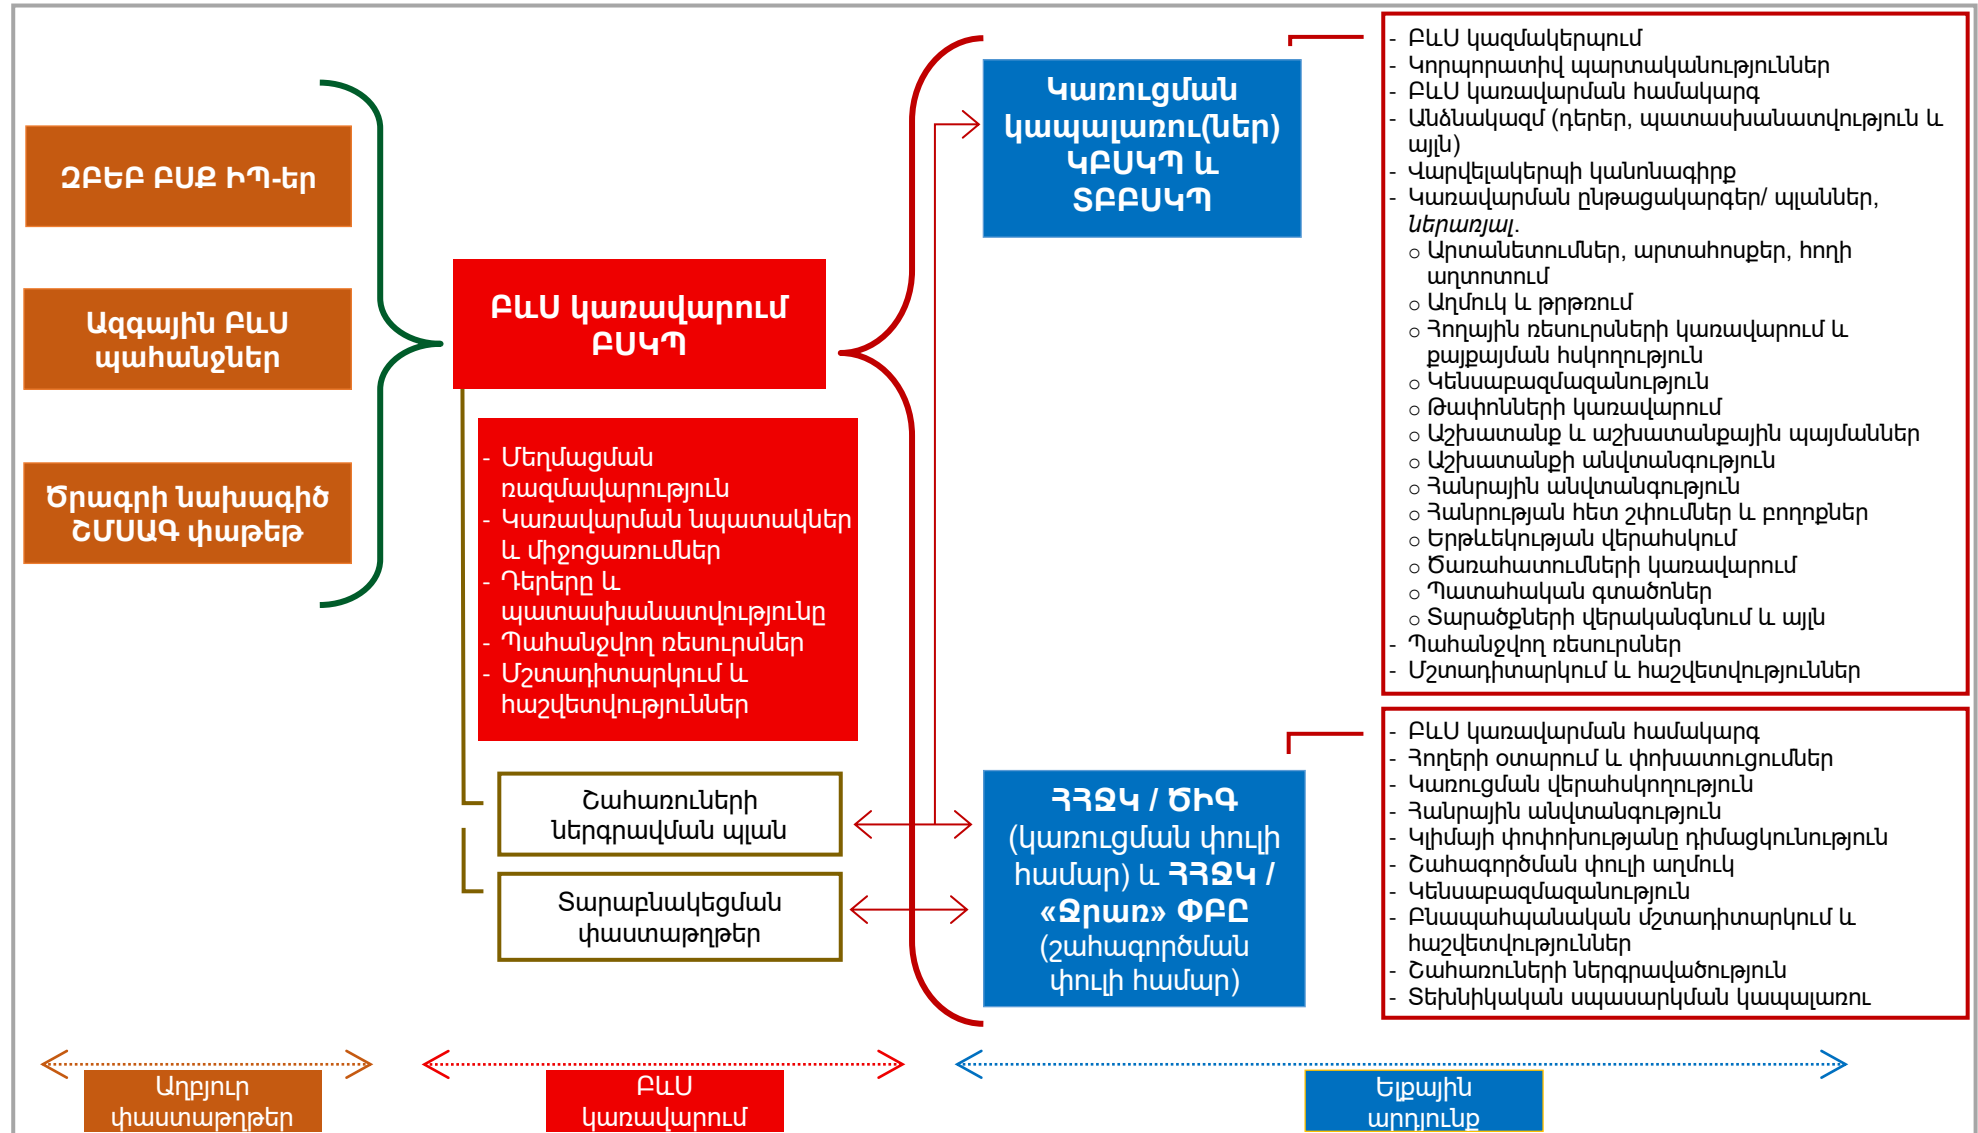 ԶԲԵԲ ԲՍՔ ԻՊ-եր
Ազգային ԲևՍ
պահանջներ
Ծրագրի նախագիծ
ՇՄՍԱԳ փաթեթ
ԲևՍ կառավարում
ԲՍԿՊ
- Մեղմացման
ռազմավարություն
- Կառավարման նպատակներ
և միջոցառումներ
- Դերերը և
պատասխանատվությունը
- Պահանջվող ռեսուրսներ
- Մշտադիտարկում և
հաշվետվություններ
Շահառուների
ներգրավման պլան
Տարաբնակեցման
փաստաթղթեր
Կառուցման
կապալառու(ներ)
ԿԲՍԿՊ և
ՏԲԲՍԿՊ
ՀՀՋԿ / ԾԻԳ
(կառուցման փուլի
համար) և ՀՀՋԿ /
«Ջրառ» ՓԲԸ
(շահագործման
փուլի համար)
- ԲևՍ կազմակերպում
- Կորպորատիվ պարտականություններ
- ԲևՍ կառավարման համակարգ
- Անձնակազմ (դերեր, պատասխանատվություն և
այլն)
- Վարվելակերպի կանոնագիրք
- Կառավարման ընթացակարգեր/ պլաններ,
ներառյալ.
o Արտանետումներ, արտահոսքեր, հողի
աղտոտում
o Աղմուկ և թրթռում
o Հողային ռեսուրսների կառավարում և
քայքայման հսկողություն
o Կենսաբազմազանություն
o Թափոնների կառավարում
o Աշխատանք և աշխատանքային պայմաններ
o Աշխատանքի անվտանգություն
o Հանրային անվտանգություն
o Հանրության հետ շփումներ և բողոքներ
o Երթևեկության վերահսկում
o Ծառահատումների կառավարում
o Պատահական գտածոներ
o Տարածքների վերականգնում և այլն
- Պահանջվող ռեսուրսներ
- Մշտադիտարկում և հաշվետվություններ
- ԲևՍ կառավարման համակարգ
- Հողերի օտարում և փոխատուցումներ
- Կառուցման վերահսկողություն
- Հանրային անվտանգություն
- Կլիմայի փոփոխությանը դիմացկունություն
- Շահագործման փուլի աղմուկ
- Կենսաբազմազանություն
- Բնապահպանական մշտադիտարկում և
հաշվետվություններ
- Շահառուների ներգրավածություն
- Տեխնիկական սպասարկման կապալառու
Աղբյուր
փաստաթղթեր
ԲևՍ
կառավարում
Ելքային
արդյունք